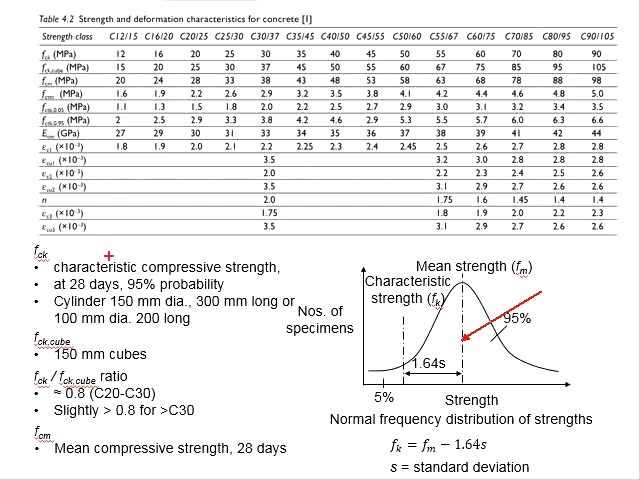 Table 4.2 Strength and deformation characteristics for concrete [1]
Strength class C12/15 C16/20 C20/25 C25/30 C30/37 C35/45 C40/50 C45/55 C50/60 C55/67 C60/75 C70/85 C80/95 C90/105
fck (MPa) 12 16 20 25 30 35 40 45 50 55 60 70 80 90
fck,cube (MPa) 15 20 25 30 37 45 50 55 60 67 75 85 95 105
fcm (MPa) 20 24 28 33 38 43 48 53 58 63 68 78 88 98
fctm (MPa) 1.6 1.9 2.2 2.6 2.9 3.2 3.5 3.8 4.1 4.2 4.4 4.6 4.8 5.0
fctk,0.05 (MPa) 1.1 1.3 1.5 1.8 2.0 2.2 2.5 2.7 2.9 3.0 3.1 3.2 3.4 3.5
fctk,0.95 (MPa) 2 2.5 2.9 3.3 3.8 4.2 4.6 2.9 5.3 5.5 5.7 6.0 6.3 6.6
Ecm (GPa) 27 29 30 31 33 34 35 36 37 38 39 41 42 44
εc1 (×10⁻³) 1.8 1.9 2.0 2.1 2.2 2.25 2.3 2.4 2.45 2.5 2.6 2.7 2.8 2.8
εcu1 (×10⁻³) 3.5 3.2 3.0 2.8 2.8 2.8
εc2 (×10⁻³) 2.0 2.2 2.3 2.4 2.5 2.6
εcu2 (×10⁻³) 3.5 3.1 2.9 2.7 2.6 2.6
n 2.0 1.75 1.6 1.45 1.4 1.4
εc3 (×10⁻³) 1.75 1.8 1.9 2.0 2.2 2.3
εcu3 (×10⁻³) 3.5 3.1 2.9 2.7 2.6 2.6
fck
• characteristic compressive strength,
• at 28 days, 95% probability
• Cylinder 150 mm dia., 300 mm long or
100 mm dia. 200 long
fck,cube
• 150 mm cubes
fck / fck,cube ratio
• ≈ 0.8 (C20-C30)
• Slightly > 0.8 for >C30
fcm
• Mean compressive strength, 28 days
Mean strength (fm)
Characteristic
strength (fk)
Nos. of
specimens
95%
1.64s
5%
Strength
Normal frequency distribution of strengths
fk = fm − 1.64s
s = standard deviation